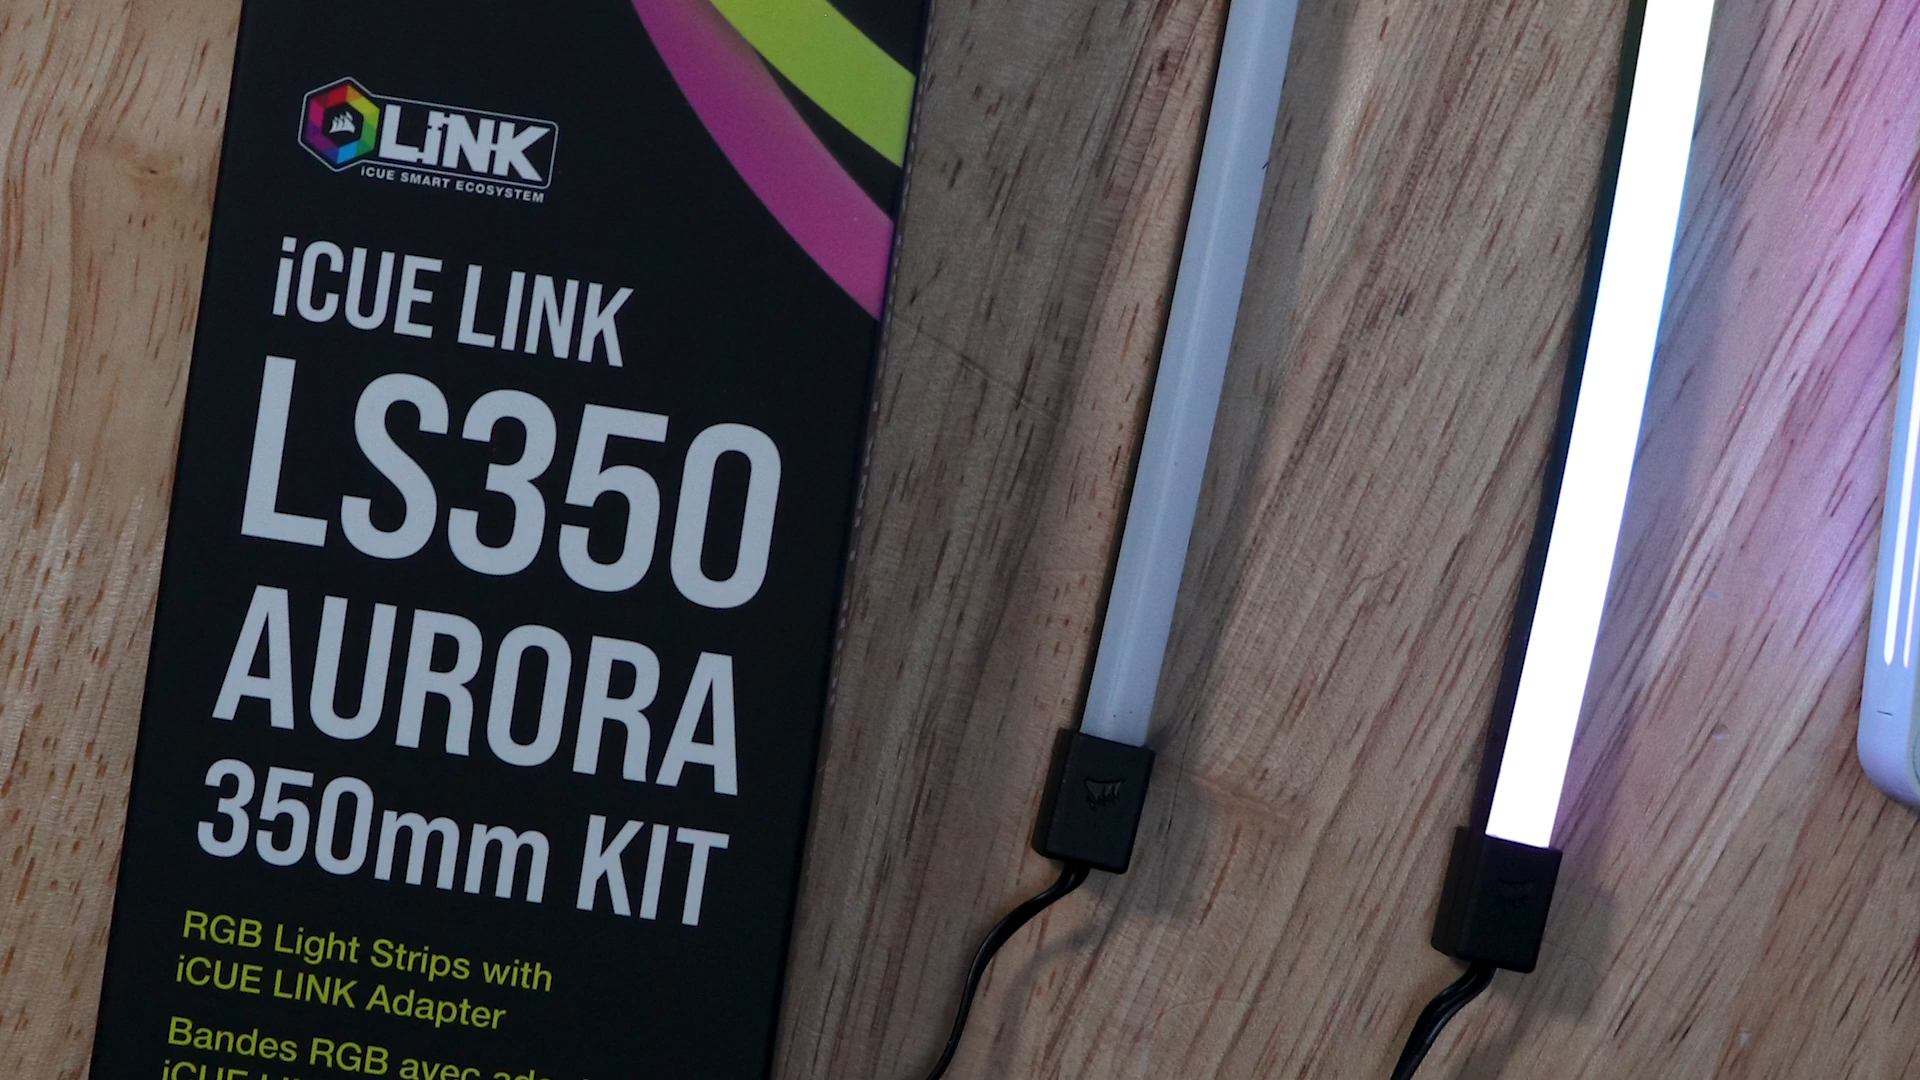 LiNK
iCUE SMART ECOSYSTEM
iCUE LINK
LS350
AURORA
350mm KIT
RGB Light Strips with
iCUE LINK Adapter
Bandes RGB avec
iCUE